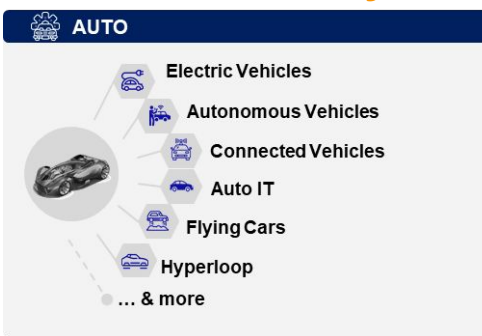 AUTO
Electric Vehicles
Autonomous Vehicles
Connected Vehicles
Auto IT
Flying Cars
Hyperloop
... & more